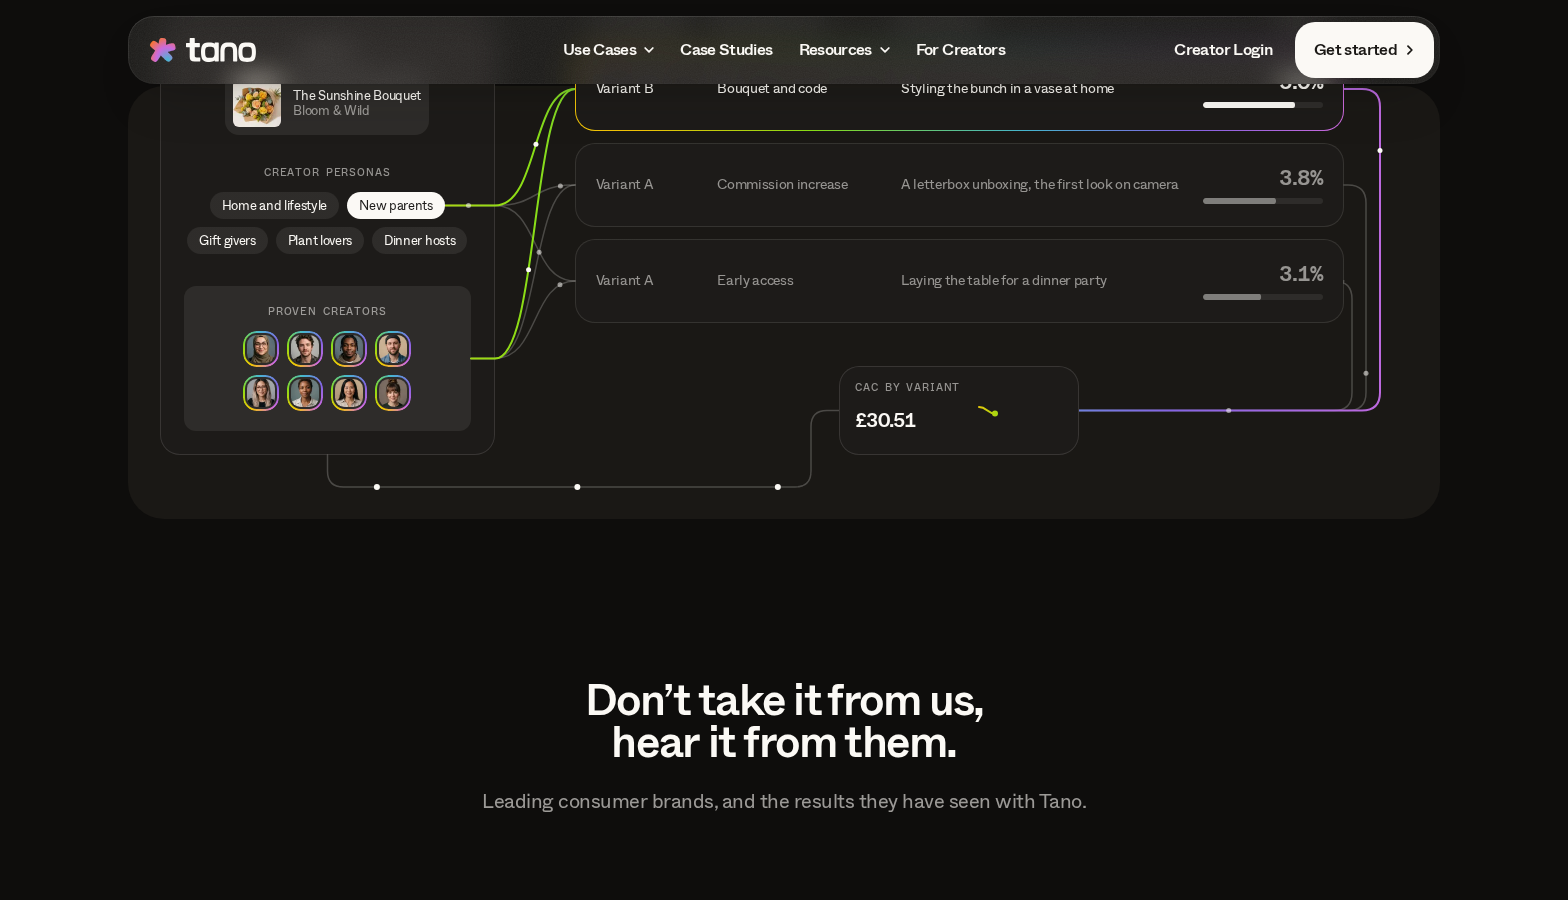 tano
Use Cases
Case Studies
Resources
For Creators
Creator Login
Get started
The Sunshine Bouquet
Bloom & Wild
CREATOR PERSONAS
Home and lifestyle
New parents
Gift givers
Plant lovers
Dinner hosts
PROVEN CREATORS
Variant B
Bouquet and code
Styling the bunch in a vase at home
Variant A
Commission increase
A letterbox unboxing, the first look on camera
3.8%
Variant A
Early access
Laying the table for a dinner party
3.1%
CAC BY VARIANT
£30.51
Don’t take it from us,
hear it from them.
Leading consumer brands, and the results they have seen with Tano.